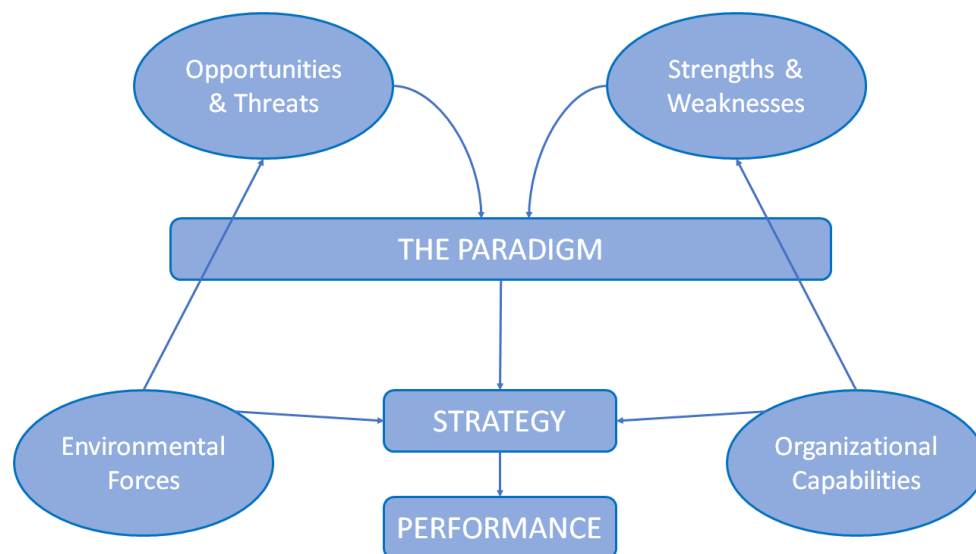 Opportunities
& Threats
Strengths &
Weaknesses
THE PARADIGM
Environmental
Forces
STRATEGY
Organizational
Capabilities
PERFORMANCE